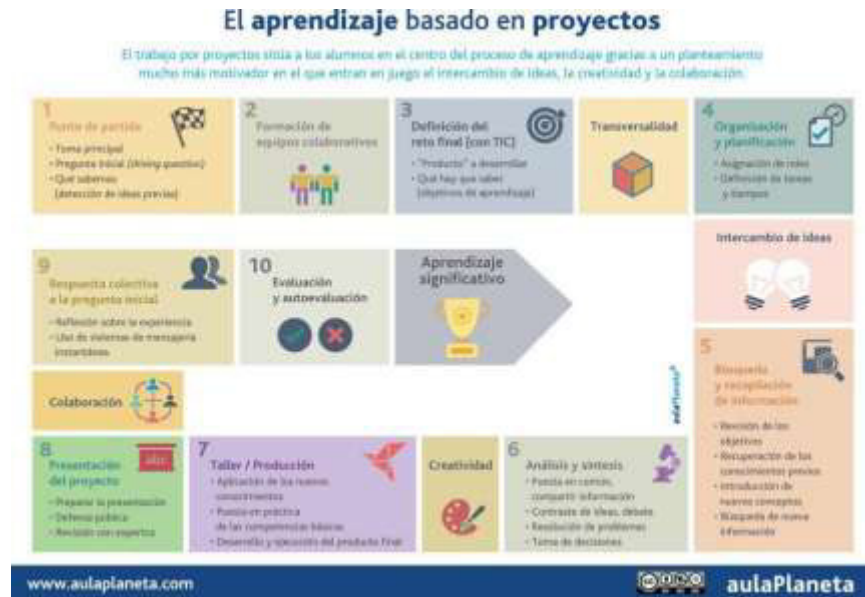 El aprendizaje basado en proyectos
El trabajo por proyectos sitúa a los alumnos en el centro del proceso de aprendizaje gracias a un planteamiento
mucho más motivador en el que entran en juego el intercambio de ideas, la creatividad y la colaboración.
1
Punto de partida
• Tema principal
• Pregunta inicial (driving question)
• Qué sabemos
(detección de ideas previas)
2
Formación de
equipos colaborativos
3
Definición del
reto final [con TIC]
• "Producto" a desarrollar
• Qué hay que saber
(objetivos de aprendizaje)
Transversalidad
4
Organización
y planificación
• Asignación de roles
• Definición de tareas
y tiempos
Intercambio de ideas
5
Búsqueda
y recopilación
de información
• Revisión de los
objetivos
• Recuperación de los
conocimientos previos
• Introducción de
nuevos conceptos
• Búsqueda de nueva
información
6
Análisis y síntesis
• Puesta en común,
compartir información
• Contraste de ideas, debate
• Resolución de problemas
• Toma de decisiones
Creatividad
7
Taller / Producción
• Aplicación de los nuevos
conocimientos
• Puesta en práctica
de las competencias básicas
• Desarrollo y ejecución del producto final
8
Presentación
del proyecto
abc
• Preparar la presentación
• Defensa pública
• Revisión con expertos
Colaboración
9
Respuesta colectiva
a la pregunta inicial
• Reflexión sobre la experiencia
• Uso de sistemas de mensajería
instantánea
10
Evaluación
y autoevaluación
Aprendizaje
significativo
aulaPlaneta
www.aulaplaneta.com
aulaPlaneta